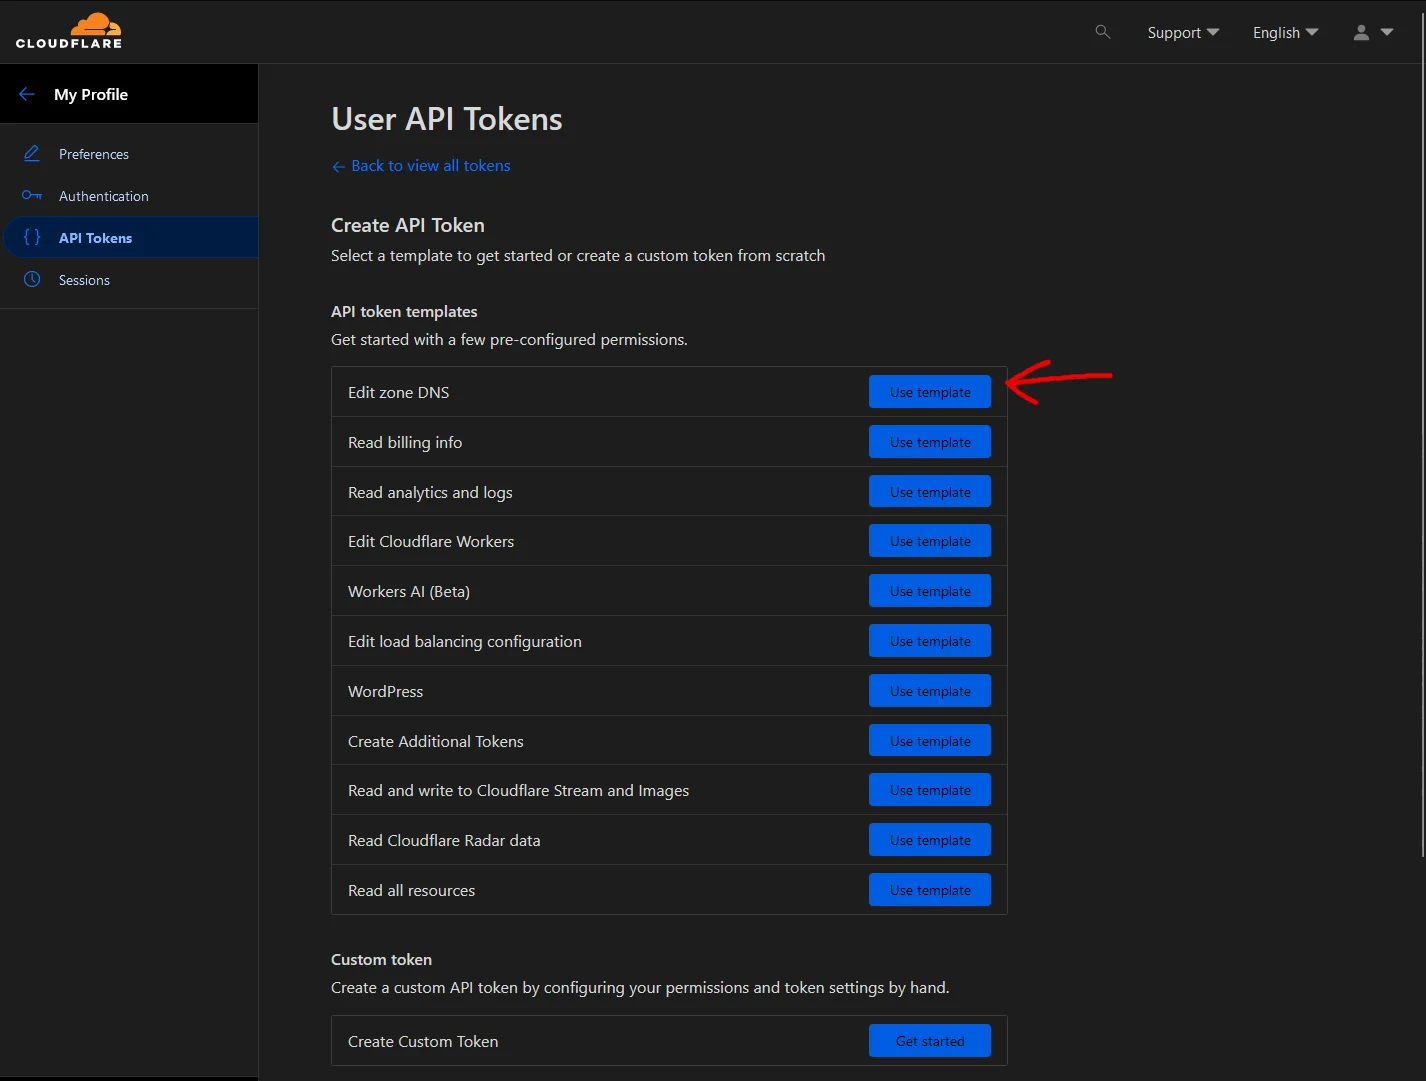 CLOUDFLARE
Support
English
My Profile
Preferences
Authentication
API Tokens
Sessions
User API Tokens
← Back to view all tokens
Create API Token
Select a template to get started or create a custom token from scratch
API token templates
Get started with a few pre-configured permissions.
Edit zone DNS Use template
Read billing info Use template
Read analytics and logs Use template
Edit Cloudflare Workers Use template
Workers AI (Beta) Use template
Edit load balancing configuration Use template
WordPress Use template
Create Additional Tokens Use template
Read and write to Cloudflare Stream and Images Use template
Read Cloudflare Radar data Use template
Read all resources Use template
Custom token
Create a custom API token by configuring your permissions and token settings by hand.
Create Custom Token Get started